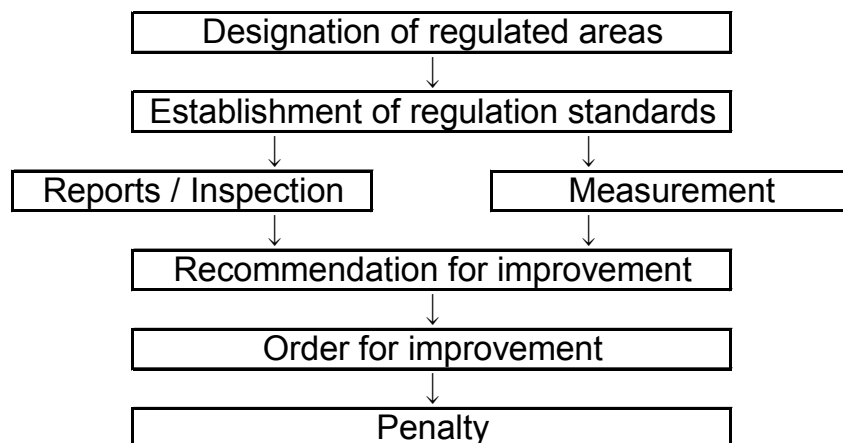 Designation of regulated areas
Establishment of regulation standards
Reports / Inspection
Measurement
Recommendation for improvement
Order for improvement
Penalty